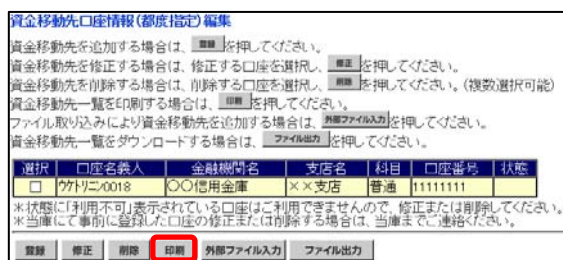 資金移動先口座情報(都度指定)編集
資金移動先を追加する場合は、 登録 を押してください。
資金移動先を修正する場合は、修正する口座を選択し、 修正 を押してください。
資金移動先を削除する場合は、削除する口座を選択し、 削除 を押してください。(複数選択可能)
資金移動先一覧を印刷する場合は、 印刷 を押してください。
ファイル取り込みにより資金移動先を追加する場合は、 外部ファイル入力 を押してください。
資金移動先一覧をダウンロードする場合は、 ファイル出力 を押してください。
選択 口座名義人 金融機関名 支店名 科目 口座番号 状態
ウケトリニン0018 〇〇信用金庫 ××支店 普通 11111111
※状態に「利用不可」表示されている口座はご利用できませんので、修正または削除してください。
※当庫にて事前に登録した口座の修正または削除する場合は、当庫までご連絡ください。
登録 修正 削除 印刷 外部ファイル入力 ファイル出力